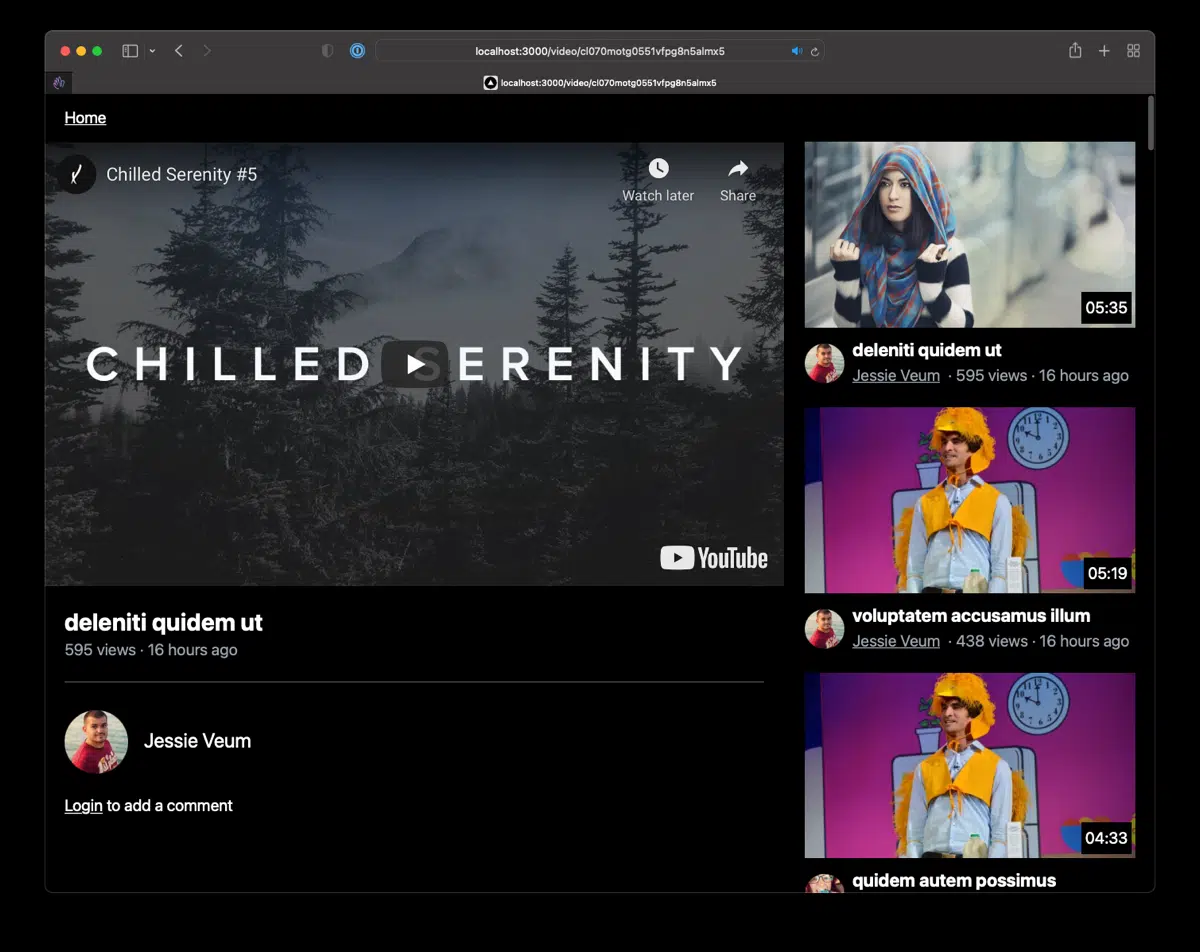 localhost:3000/video/cl070motg0551vfpg8n5almx5
localhost:3000/video/cl070motg0551vfpg8n5almx5
Home
Chilled Serenity #5
Watch later
Share
CHILLED SERENITY
YouTube
deleniti quidem ut
595 views · 16 hours ago
Jessie Veum
Login to add a comment
05:35
deleniti quidem ut
Jessie Veum · 595 views · 16 hours ago
05:19
voluptatem accusamus illum
Jessie Veum · 438 views · 16 hours ago
04:33
quidem autem possimus